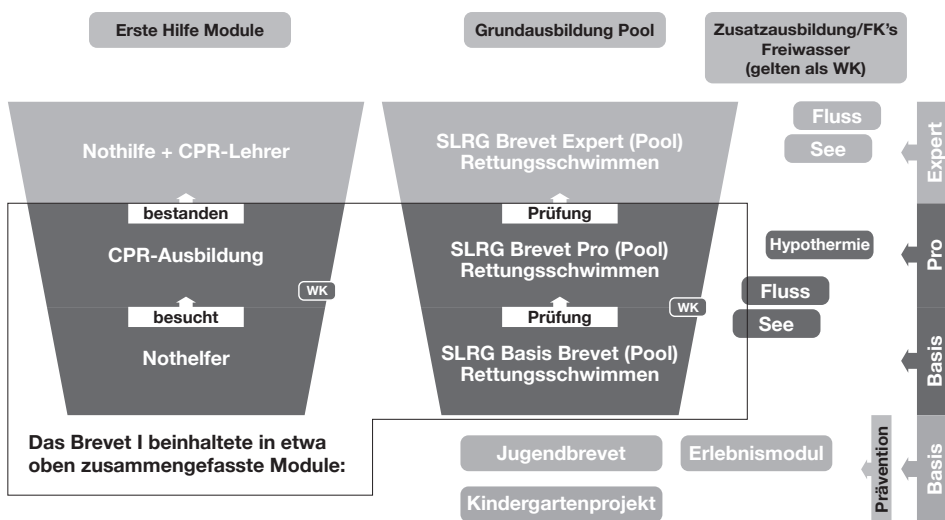 Erste Hilfe Module
Grundausbildung Pool
Zusatzausbildung/FK's
Freiwasser
(gelten als WK)
Nothilfe + CPR-Lehrer
SLRG Brevet Expert (Pool)
Rettungsschwimmen
Fluss
See
Expert
bestanden
Prüfung
CPR-Ausbildung
SLRG Brevet Pro (Pool)
Rettungsschwimmen
Hypothermie
Pro
WK
WK
Fluss
See
besucht
Prüfung
Nothelfer
SLRG Basis Brevet (Pool)
Rettungsschwimmen
Basis
Das Brevet I beinhaltete in etwa
oben zusammengefasste Module:
Jugendbrevet
Erlebnismodul
Kindergartenprojekt
Prävention
Basis